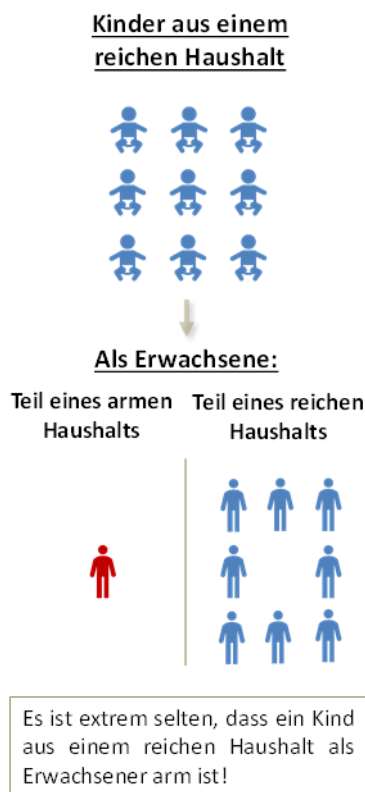 Kinder aus einem
reichen Haushalt
Als Erwachsene:
Teil eines armen
Haushalts
Teil eines reichen
Haushalts
Es ist extrem selten, dass ein Kind
aus einem reichen Haushalt als
Erwachsener arm ist!